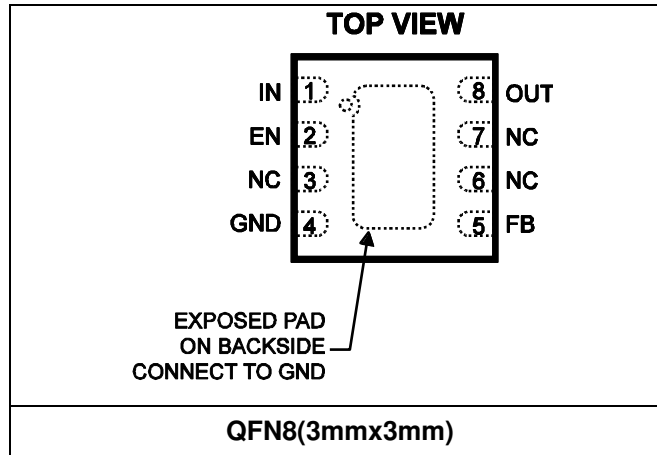 TOP VIEW
IN 1 8 OUT
EN 2 7 NC
NC 3 6 NC
GND 4 5 FB
EXPOSED PAD
ON BACKSIDE
CONNECT TO GND
QFN8(3mmx3mm)